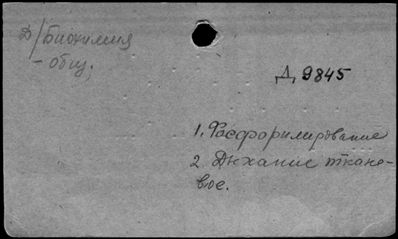 Д/Биохимия
- общ.
Д 9845
1. Фосфорилирование
2. Дыхание ткане-
вое.